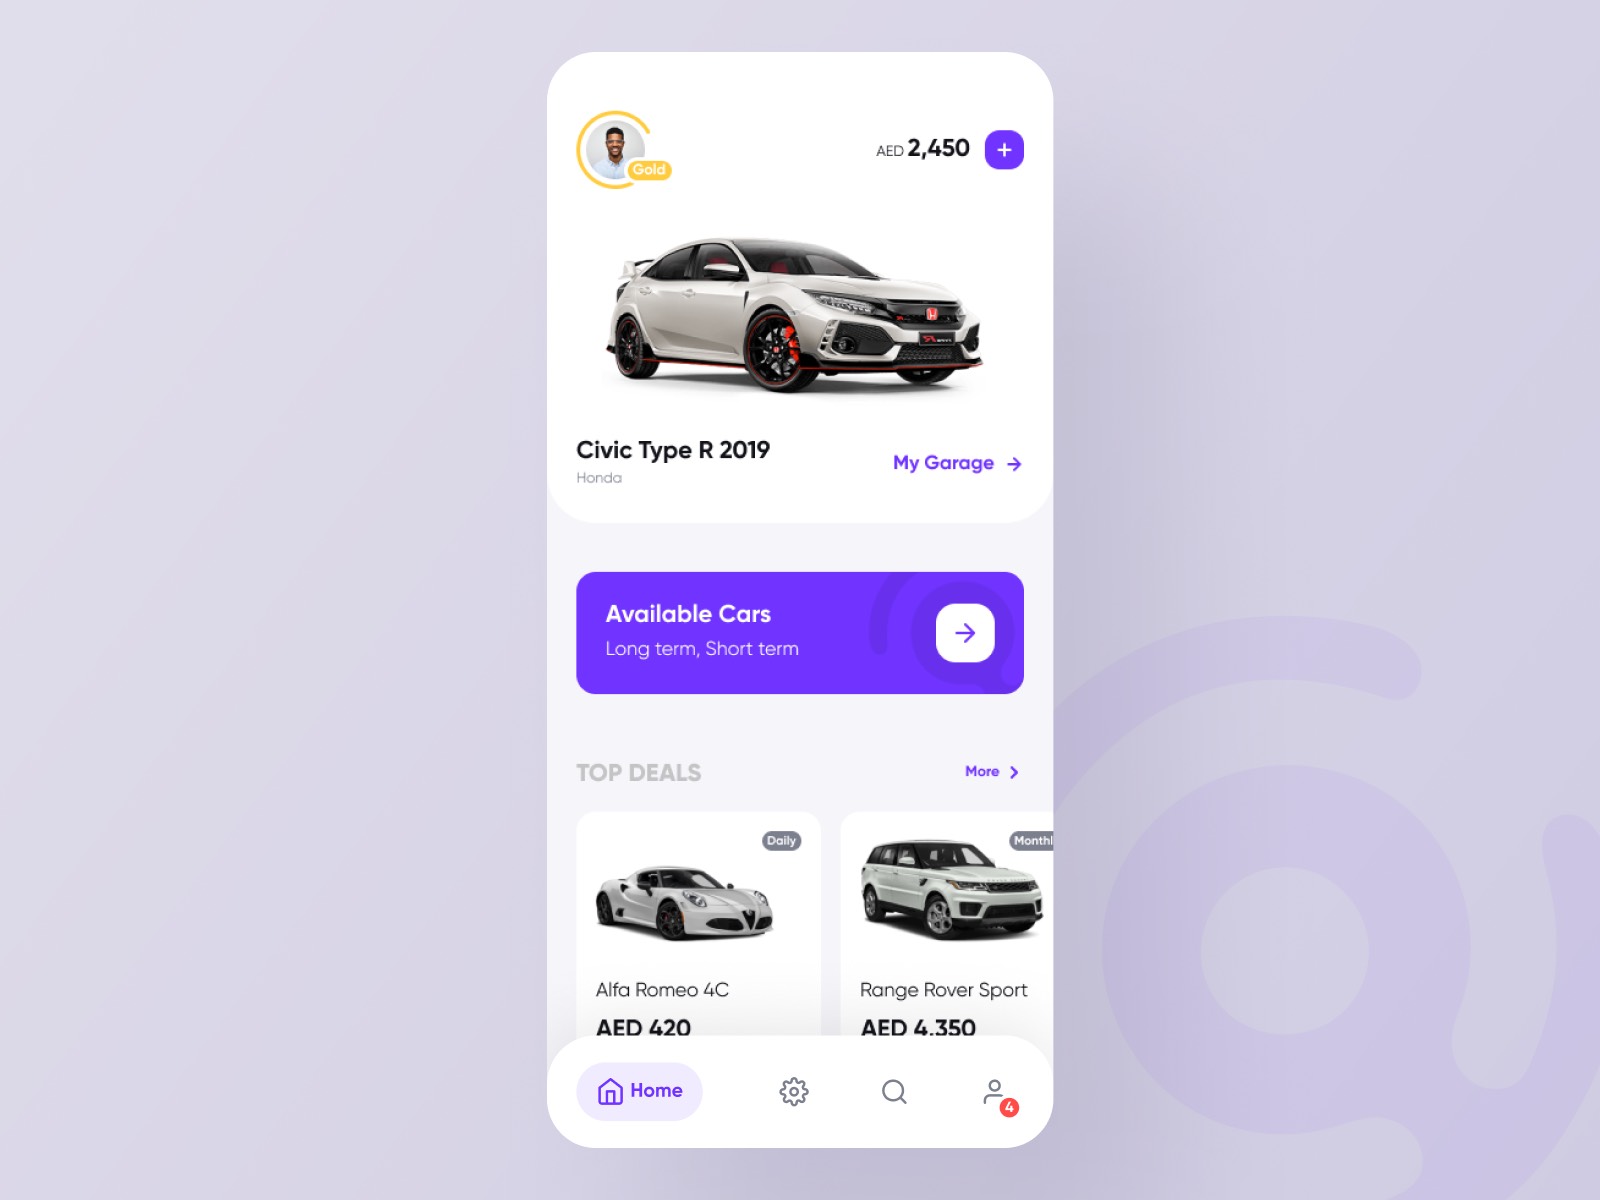 Gold
AED 2,450
Civic Type R 2019
Honda
My Garage
Available Cars
Long term, Short term
TOP DEALS
More
Daily
Monthl
Alfa Romeo 4C
Range Rover Sport
AED 420
AED 4,350
Home
4